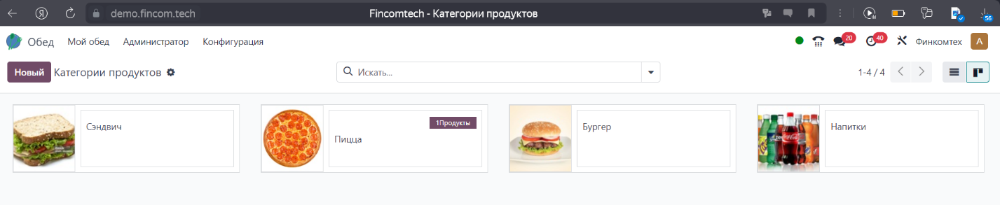 demo.fincom.tech Fincomtech - Категории продуктов 56
Обед Мой обед Администратор Конфигурация 20 40 Финкомтех A
Новый Категории продуктов Искать... 1-4 / 4
Сэндвич 1Продукты Пицца Бургер Напитки